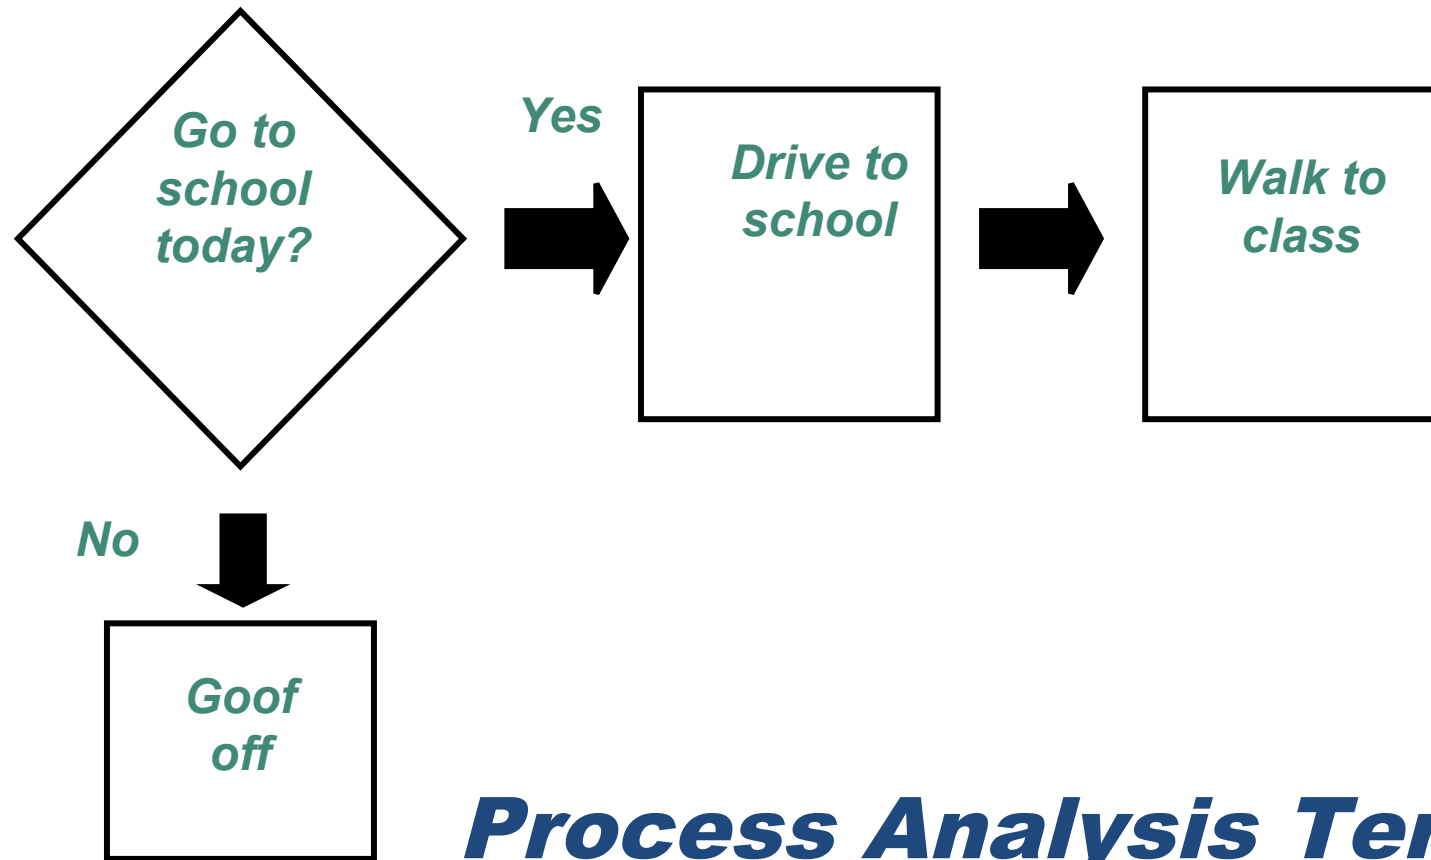 Go to
school
today?
Yes
Drive to
school
Walk to
class
No
Goof
off
Process Analysis